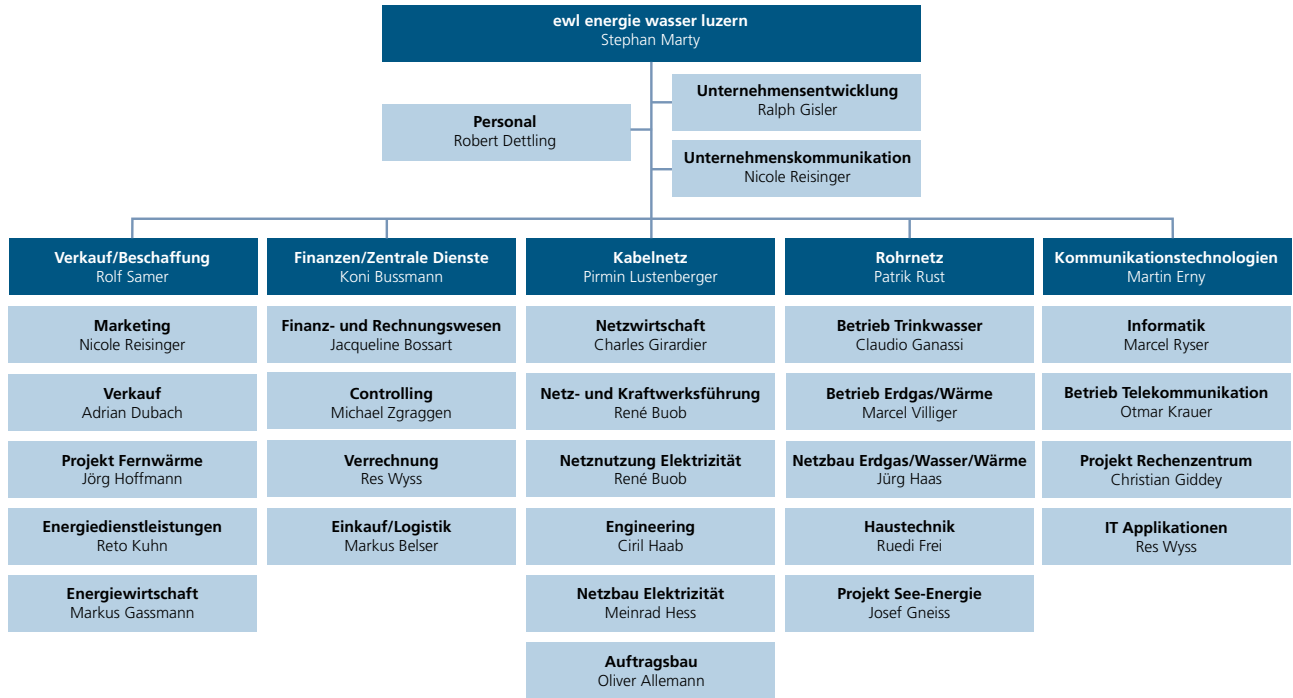 ewl energie wasser luzern
Stephan Marty
Unternehmensentwicklung
Ralph Gisler
Personal
Robert Dettling
Unternehmenskommunikation
Nicole Reisinger
Verkauf/Beschaffung
Rolf Samer
Marketing
Nicole Reisinger
Verkauf
Adrian Dubach
Projekt Fernwärme
Jörg Hoffmann
Energiedienstleistungen
Reto Kuhn
Energiewirtschaft
Markus Gassmann
Finanzen/Zentrale Dienste
Koni Bussmann
Finanz- und Rechnungswesen
Jacqueline Bossart
Controlling
Michael Zgraggen
Verrechnung
Res Wyss
Einkauf/Logistik
Markus Belser
Kabelnetz
Pirmin Lustenberger
Netzwirtschaft
Charles Girardier
Netz- und Kraftwerksführung
René Buob
Netznutzung Elektrizität
René Buob
Engineering
Ciril Haab
Netzbau Elektrizität
Meinrad Hess
Auftragsbau
Oliver Allemann
Rohrnetz
Patrik Rust
Betrieb Trinkwasser
Claudio Ganassi
Betrieb Erdgas/Wärme
Marcel Villiger
Netzbau Erdgas/Wasser/Wärme
Jürg Haas
Haustechnik
Ruedi Frei
Projekt See-Energie
Josef Gneiss
Kommunikationstechnologien
Martin Erny
Informatik
Marcel Ryser
Betrieb Telekommunikation
Otmar Krauer
Projekt Rechenzentrum
Christian Giddey
IT Applikationen
Res Wyss